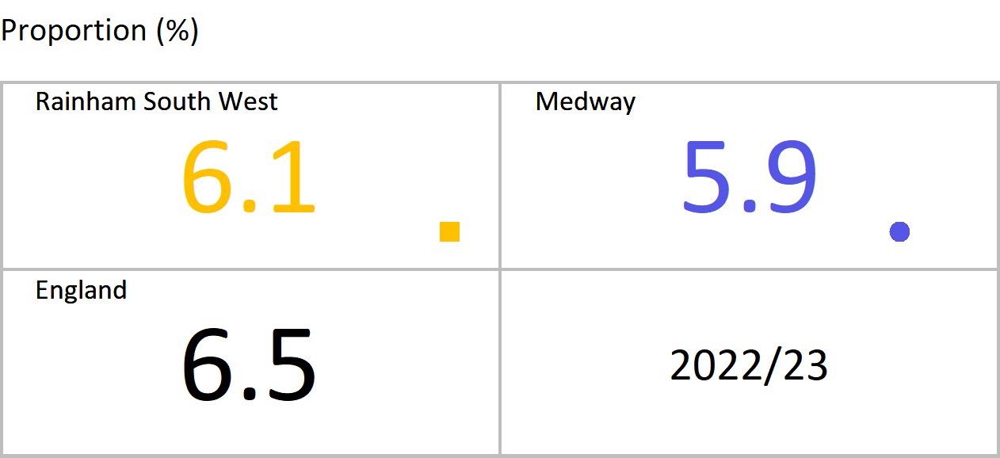 Proportion (%)
Rainham South West
6.1
Medway
5.9
England
6.5
2022/23